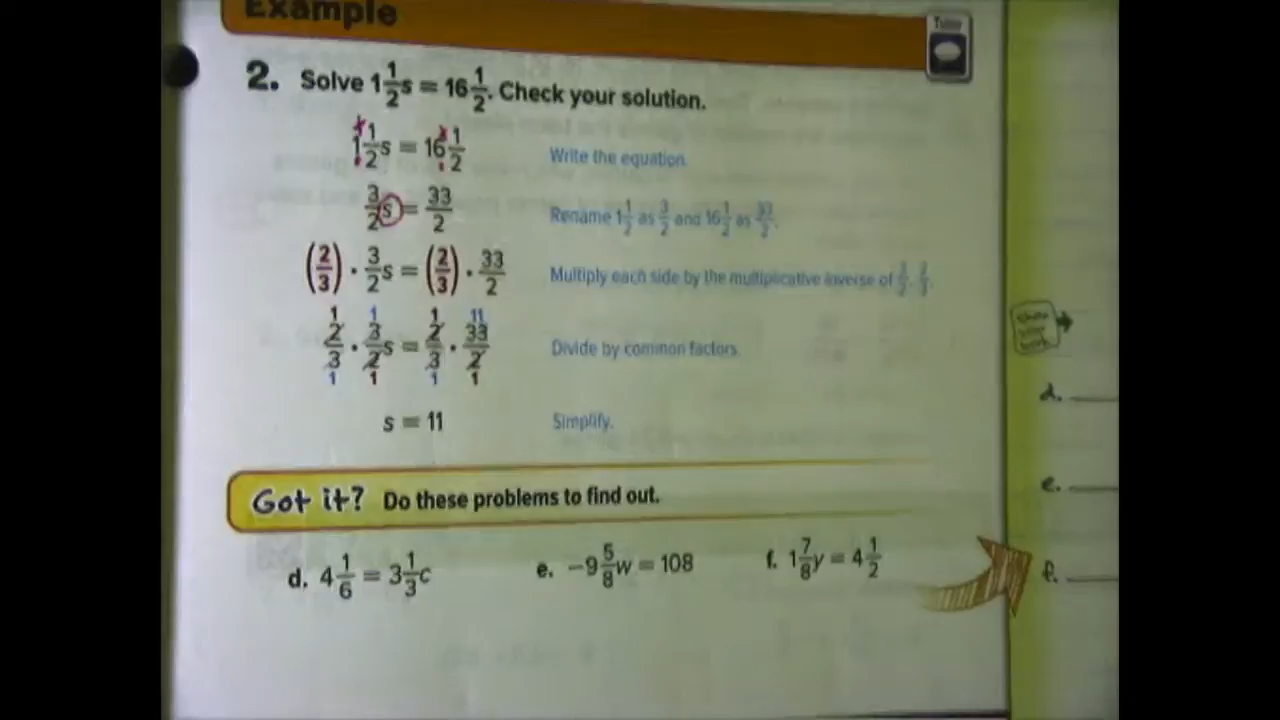 Example
Tutor
2. Solve 1 1/2 s = 16 1/2. Check your solution.
1 1/2 s = 16 1/2 Write the equation.
3/2 s = 33/2 Rename 1 1/2 as 3/2 and 16 1/2 as 33/2.
(2/3) · 3/2 s = (2/3) · 33/2 Multiply each side by the multiplicative inverse of 3/2, 2/3.
1 1 1 11
2/3 · 3/2 s = 2/3 · 33/2 Divide by common factors.
1 1 1 1
s = 11 Simplify.
Got it? Do these problems to find out.
d. 4 1/6 = 3 1/3 c e. −9 5/8 w = 108 f. 1 7/8 y = 4 1/2
Show your work
d.
e.
f.